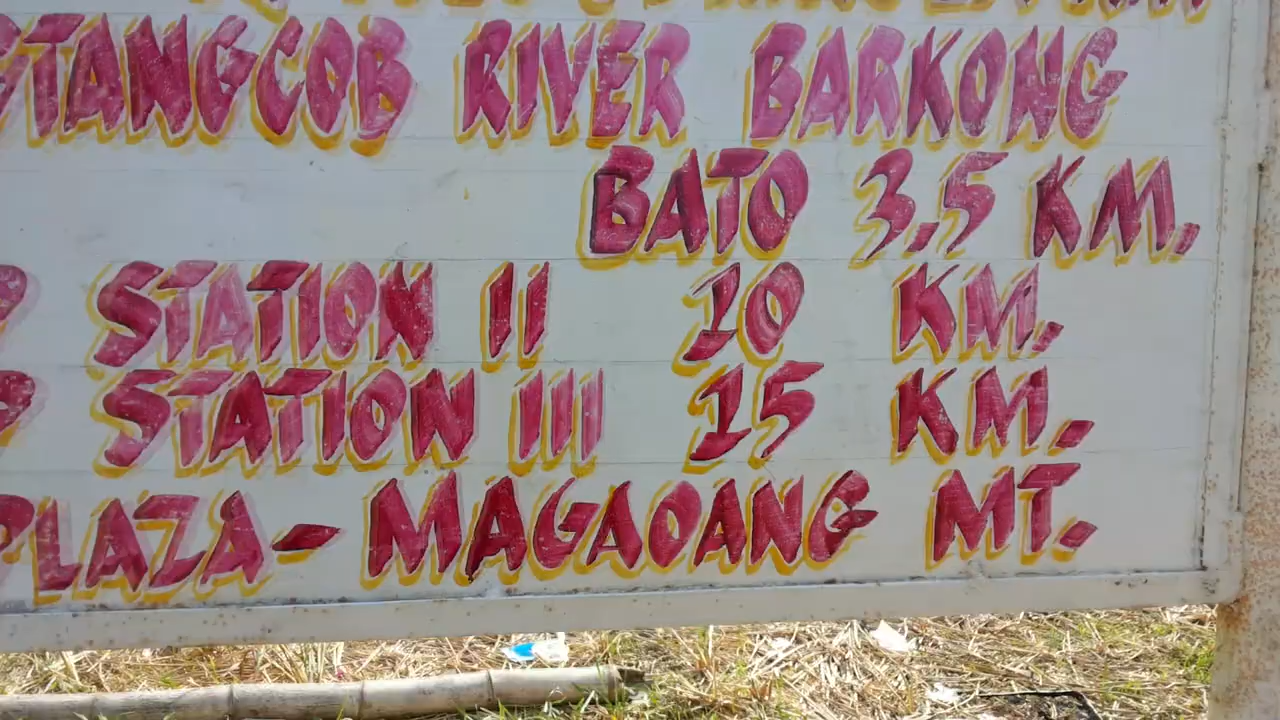 TANGCOB RIVER BARKONG
BATO 3.5 KM.
STATION II 10 KM.
STATION III 15 KM.
PLAZA- MAGAOANG MT.